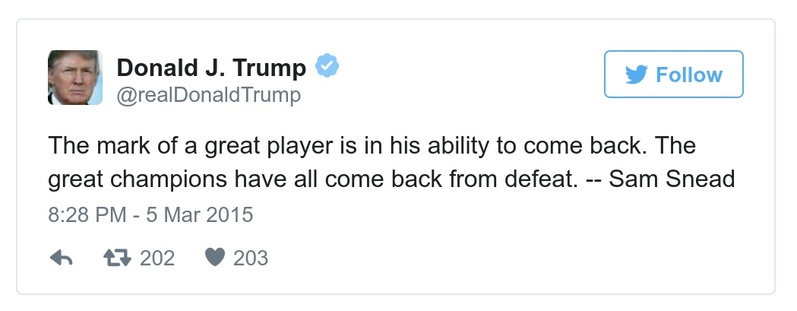 Donald J. Trump
@realDonaldTrump
Follow
The mark of a great player is in his ability to come back. The
great champions have all come back from defeat. -- Sam Snead
8:28 PM - 5 Mar 2015
202 203